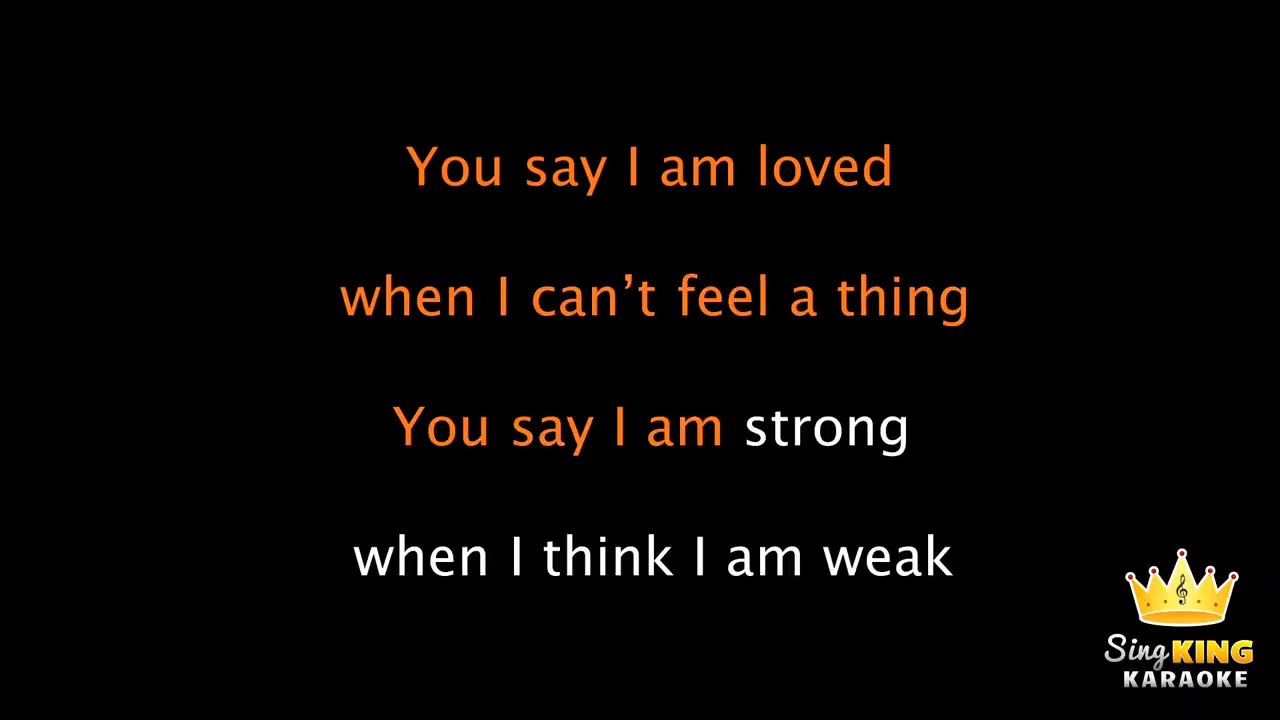 You say I am loved
when I can’t feel a thing
You say I am strong
when I think I am weak
Sing KING
KARAOKE